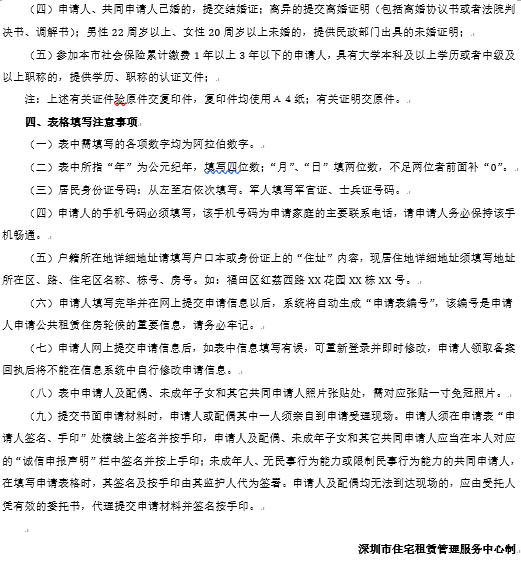 （四）申请人、共同申请人已婚的，提交结婚证；离异的提交离婚证明（包括离婚协议书或者法院判
决书、调解书）；男性 22 周岁以上、女性 20 周岁以上未婚的，提供民政部门出具的未婚证明；
（五）参加本市社会保险累计缴费 1 年以上 3 年以下的申请人，具有大学本科及以上学历或者中级及
以上职称的，提供学历、职称的认证文件；
注：上述有关证件验原件交复印件，复印件均使用 A 4 纸；有关证明交原件。
四、表格填写注意事项
（一）表中需填写的各项数字均为阿拉伯数字。
（二）表中所指“年”为公元纪年，填写四位数；“月”、“日”填两位数，不足两位者前面补“0”。
（三）居民身份证号码：从左至右依次填写。军人填写军官证、士兵证号码。
（四）申请人的手机号码必须填写，该手机号码为申请家庭的主要联系电话，请申请人务必保持该手
机畅通。
（五）户籍所在地详细地址请填写户口本或身份证上的“住址”内容，现居住地详细地址须填写地址
所在区、路、住宅区名称、栋号、房号。如：福田区红荔西路 XX 花园 XX 栋 XX 号。
（六）申请人填写完毕并在网上提交申请信息以后，系统将自动生成“申请表编号”，该编号是申请
人申请公共租赁住房轮候的重要信息，请务必牢记。
（七）申请人网上提交申请信息后，如表中信息填写有误，可重新登录并即时修改，申请人领取备案
回执后将不能在信息系统中自行修改申请信息。
（八）表中申请人及配偶、未成年子女和其它共同申请人照片张贴处，需对应张贴一寸免冠照片。
（九）提交书面申请材料时，申请人或配偶其中一人须亲自到申请受理现场。申请人须在申请表“申
请人签名、手印”处横线上签名并按手印，申请人及配偶、未成年子女和其它共同申请人应当在本人对应
的“诚信申报声明”栏中签名并按上手印；未成年人、无民事行为能力或限制民事行为能力的共同申请人，
在填写申请表格时，其签名及按手印由其监护人代为签署。申请人及配偶均无法到达现场的，应由受托人
凭有效的委托书，代理提交申请材料并签名按手印。
深圳市住宅租赁管理服务中心制